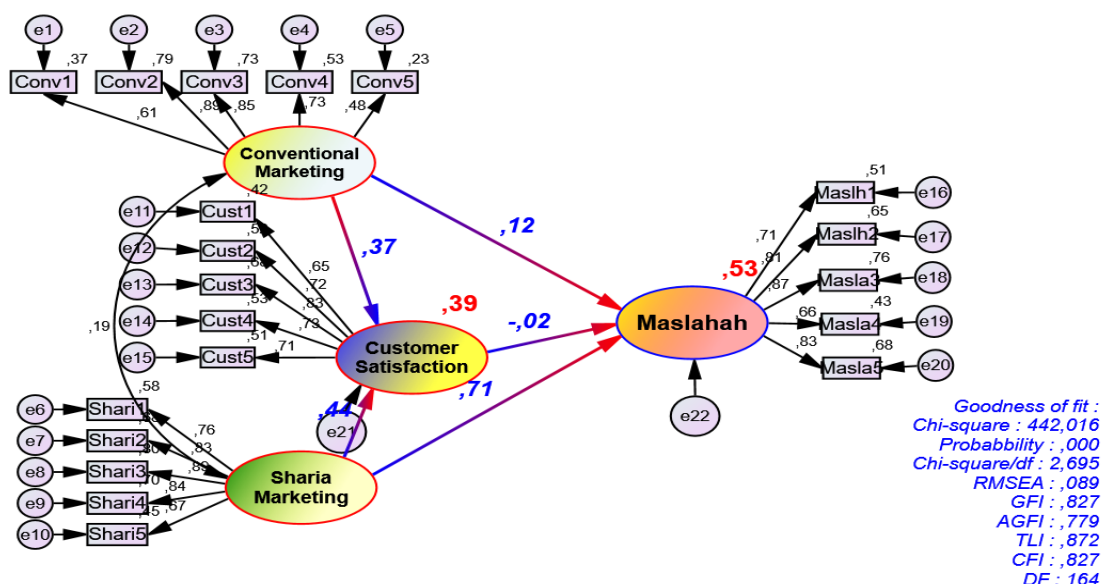 e1 e2 e3 e4 e5
,37 ,79 ,73 ,53 ,23
Conv1 Conv2 Conv3 Conv4 Conv5
,61 ,89 ,85 ,73 ,48
Conventional
Marketing
,42
e11 Cust1
e12 Cust2
e13 Cust3
,53
e14 Cust4
,51
e15 Cust5
,65
,72
,83
,73
,71
,37
,12
,39
-,02
,71
,44
,19
Customer
Satisfaction
e21
,53
Maslahah
e22
,51
Maslh1 e16
,65
Maslh2 e17
,76
Masla3 e18
,43
Masla4 e19
,68
Masla5 e20
,71
,81
,87
,66
,83
,58
e6 Shari1
e7 Shari2
e8 Shari3
e9 Shari4
,45
e10 Shari5
,76
,83
,89
,84
,67
Sharia
Marketing
Goodness of fit :
Chi-square : 442,016
Probabbility : ,000
Chi-square/df : 2,695
RMSEA : ,089
GFI : ,827
AGFI : ,779
TLI : ,872
CFI : ,827
DF : 164